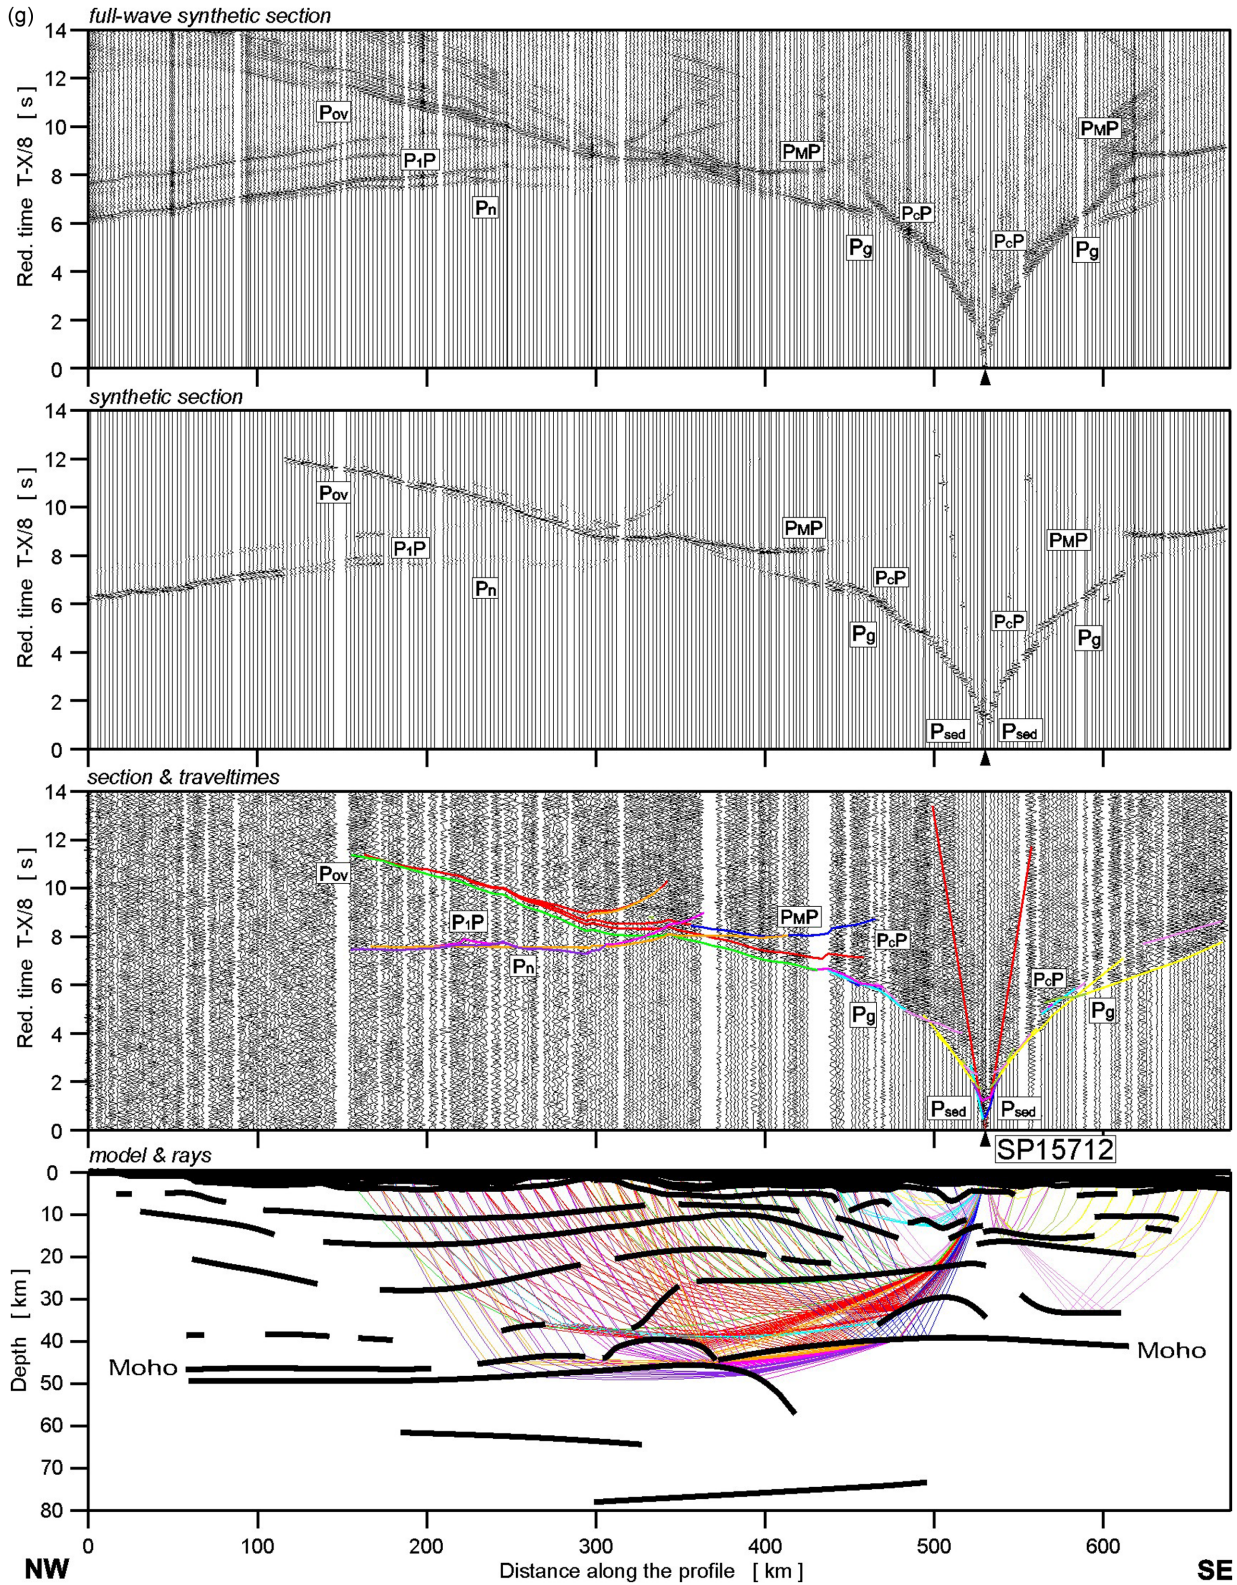 (g)
full-wave synthetic section
14
12
10
8
6
4
2
0
Red. time T-X/8 [ s ]
Pov
P1P
Pn
PMP
Pg
PcP
PcP
PMP
Pg
synthetic section
14
12
10
8
6
4
2
0
Red. time T-X/8 [ s ]
Pov
P1P
Pn
PMP
PcP
Pg
Psed
Psed
PcP
PMP
Pg
section & traveltimes
14
12
10
8
6
4
2
0
Red. time T-X/8 [ s ]
Pov
P1P
Pn
PMP
PcP
Pg
Psed
Psed
PcP
Pg
SP15712
model & rays
0
10
20
30
40
50
60
70
80
Depth [ km ]
Moho
Moho
0 100 200 300 400 500 600
NW Distance along the profile [ km ] SE